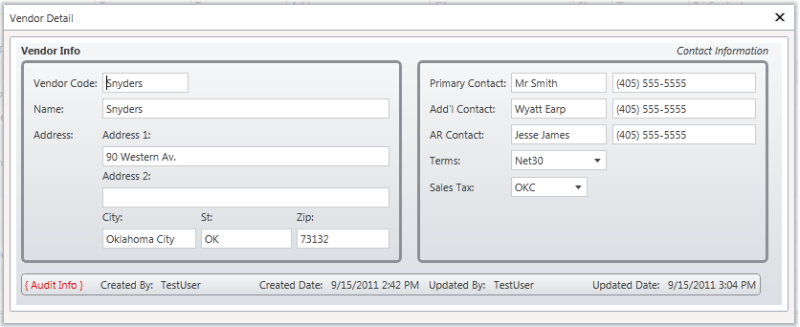 Vendor Detail
Vendor Info
Contact Information
Vendor Code: Snyders
Name: Snyders
Address: Address 1:
90 Western Av.
Address 2:
City: St: Zip:
Oklahoma City OK 73132
Primary Contact: Mr Smith (405) 555-5555
Add'l Contact: Wyatt Earp (405) 555-5555
AR Contact: Jesse James (405) 555-5555
Terms: Net30
Sales Tax: OKC
{ Audit Info } Created By: TestUser Created Date: 9/15/2011 2:42 PM Updated By: TestUser Updated Date: 9/15/2011 3:04 PM